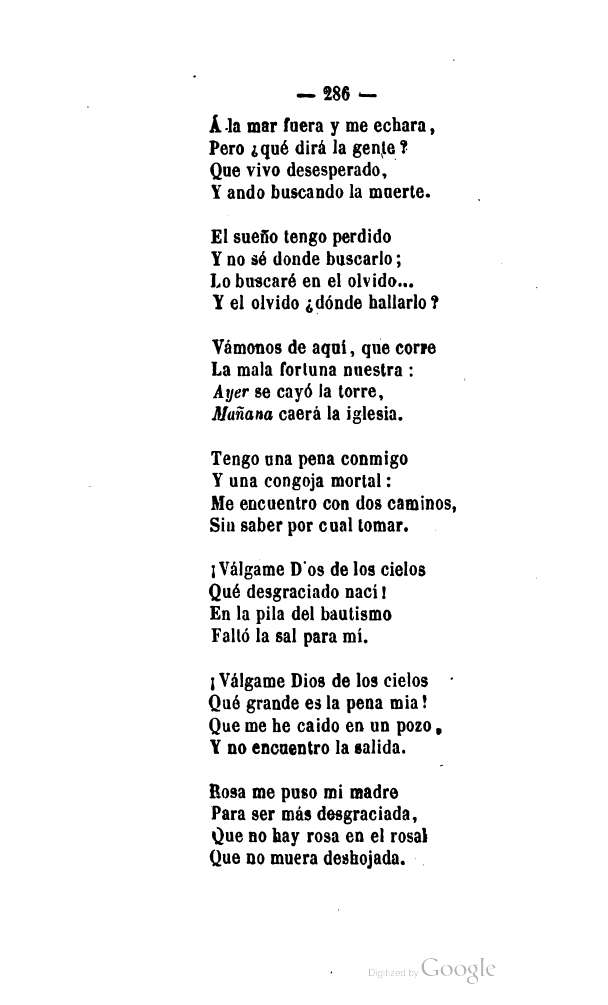 — 286 —
Á la mar fuera y me echara,
Pero ¿qué dirá la gente?
Que vivo desesperado,
Y ando buscando la muerte.
El sueño tengo perdido
Y no sé donde buscarlo;
Lo buscaré en el olvido...
Y el olvido ¿dónde hallarlo?
Vámonos de aquí, que corre
La mala fortuna nuestra:
Ayer se cayó la torre,
Mañana caerá la iglesia.
Tengo una pena conmigo
Y una congoja mortal:
Me encuentro con dos caminos,
Sin saber por cual tomar.
¡Válgame D'os de los cielos
Qué desgraciado nací!
En la pila del bautismo
Faltó la sal para mí.
¡Válgame Dios de los cielos
Qué grande es la pena mia!
Que me he caido en un pozo,
Y no encuentro la salida.
Rosa me puso mi madre
Para ser más desgraciada,
Que no hay rosa en el rosal
Que no muera deshojada.
Digitized by Google